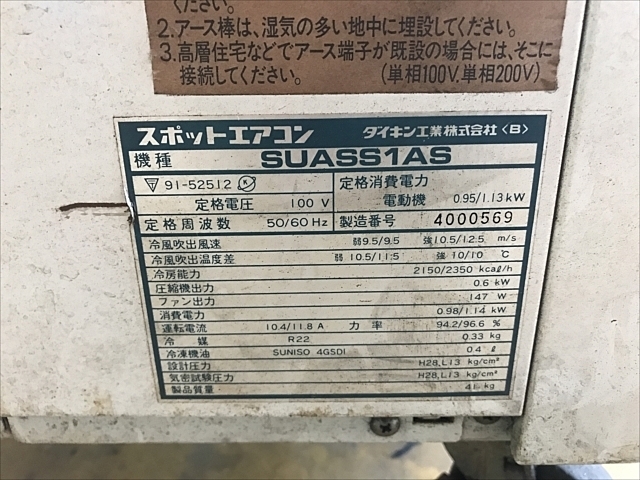 ください。
2.アース棒は、湿気の多い地中に埋設してください。
3.高層住宅などでアース端子が既設の場合には、そこに
接続してください。 (単相100V.単相200V)
スポットエアコン ダイキン工業株式会社〈B〉
機種 SUASS1AS
91-52512
定格電圧 100 V
定格周波数 50/60 Hz
定格消費電力
電動機 0.95/1.13 kW
製造番号 4000569
冷風吹出風速 弱9.5/9.5 強10.5/12.5 m/s
冷風吹出温度差 弱 10.5/11.5 強 10/10 ℃
冷房能力 2150/2350 kcal/h
圧縮機出力 0.6 kW
ファン出力 147 W
消費電力 0.98/1.14 kW
運転電流 10.4/11.8 A 力率 94.2/96.6 %
冷媒 R22 0.33 kg
冷凍機油 SUNISO 4GSDI 0.4 ℓ
設計圧力 H28,L13 kg/cm²
気密試験圧力 H28,L13 kg/cm²
製品質量 41 kg